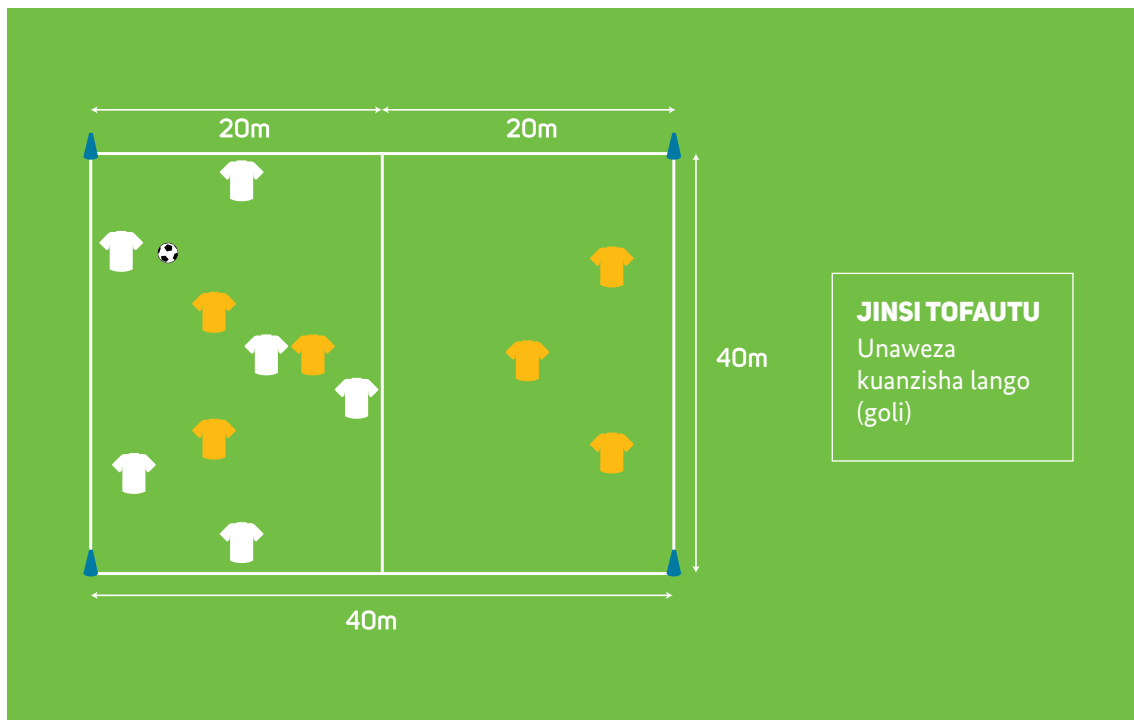 20m 20m
40m
JINSI TOFAUTU
Unaweza
kuanzisha lango
(goli)
40m